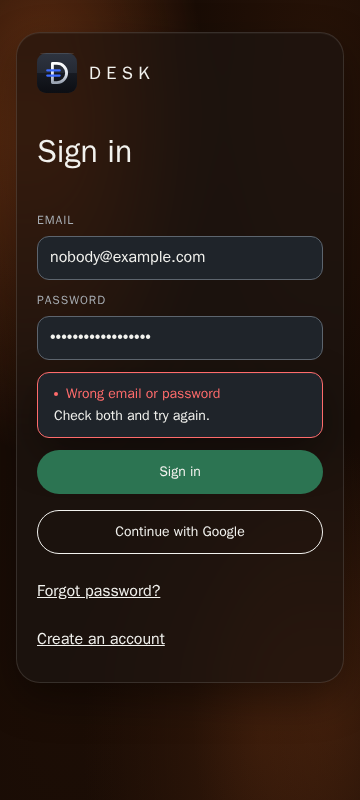 DESK
Sign in
EMAIL
nobody@example.com
PASSWORD
••••••••••••••••••
• Wrong email or password
Check both and try again.
Sign in
Continue with Google
Forgot password?
Create an account